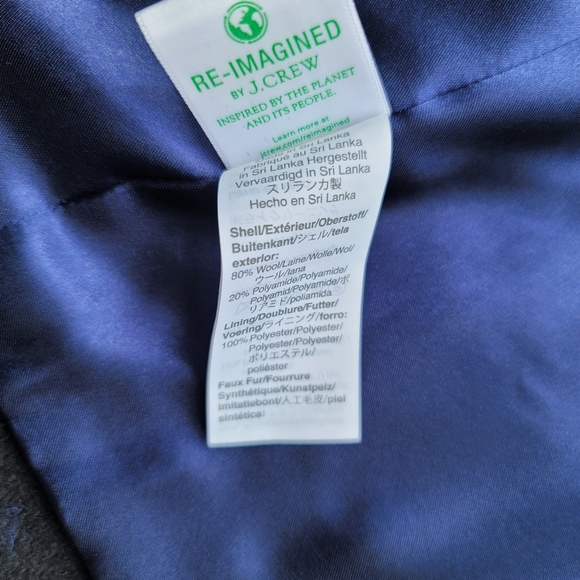 RE-IMAGINED
BY J.CREW
INSPIRED BY THE PLANET
AND ITS PEOPLE.
Learn more at
jcrew.com/reimagined
Fabriqué au Sri Lanka
in Sri Lanka Hergestellt
Vervaardigd in Sri Lanka
スリランカ製
Hecho en Sri Lanka
Shell/Extérieur/Oberstoff/
Buitenkant/シェル/tela
exterior:
80% Wool/Laine/Wolle/Wol/
ウール/lana
20% Polyamide/Polyamide/
Polyamid/Polyamide/ポ
リアミド/poliamida
Lining/Doublure/Futter/
Voering/ライニング/forro:
100% Polyester/Polyester/
Polyester/Polyester/
ポリエステル/
poliéster
Faux Fur/Fourrure
Synthétique/Kunstpelz/
Imitatiebont/人工毛皮/piel
sintética: